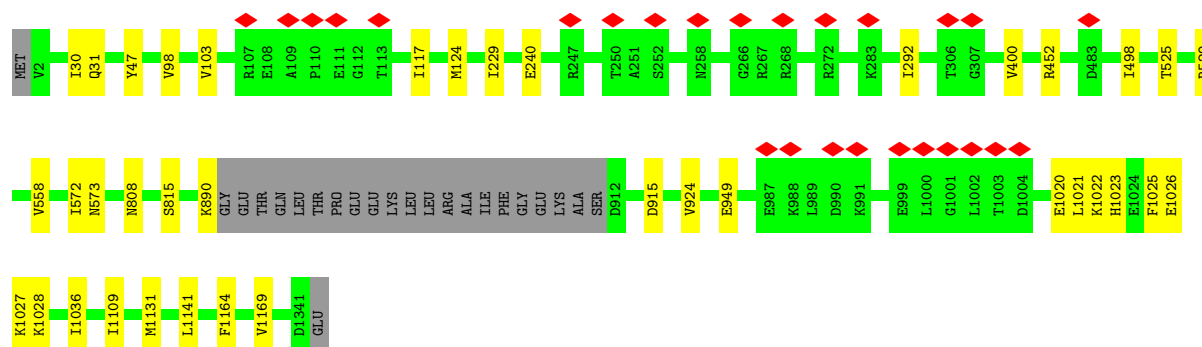 MET
V2
I30
Q31
Y47
V98
V103
R107
E108
A109
P110
E111
G112
T113
I117
M124
I229
E240
R247
T250
A251
S252
N258
G266
R267
R268
R272
K283
I292
T306
G307
V400
R452
D483
I498
T525
V558
I572
N573
N808
S815
K890
GLY
GLU
THR
GLN
LEU
THR
PRO
GLU
GLU
LYS
LEU
LEU
ARG
ALA
ILE
PHE
GLY
GLU
LYS
ALA
SER
D912
D915
V924
E949
E987
K988
L989
D990
K991
E999
L1000
G1001
L1002
T1003
D1004
E1020
L1021
K1022
H1023
E1024
F1025
E1026
K1027
K1028
I1036
I1109
M1131
L1141
F1164
V1169
D1341
GLU